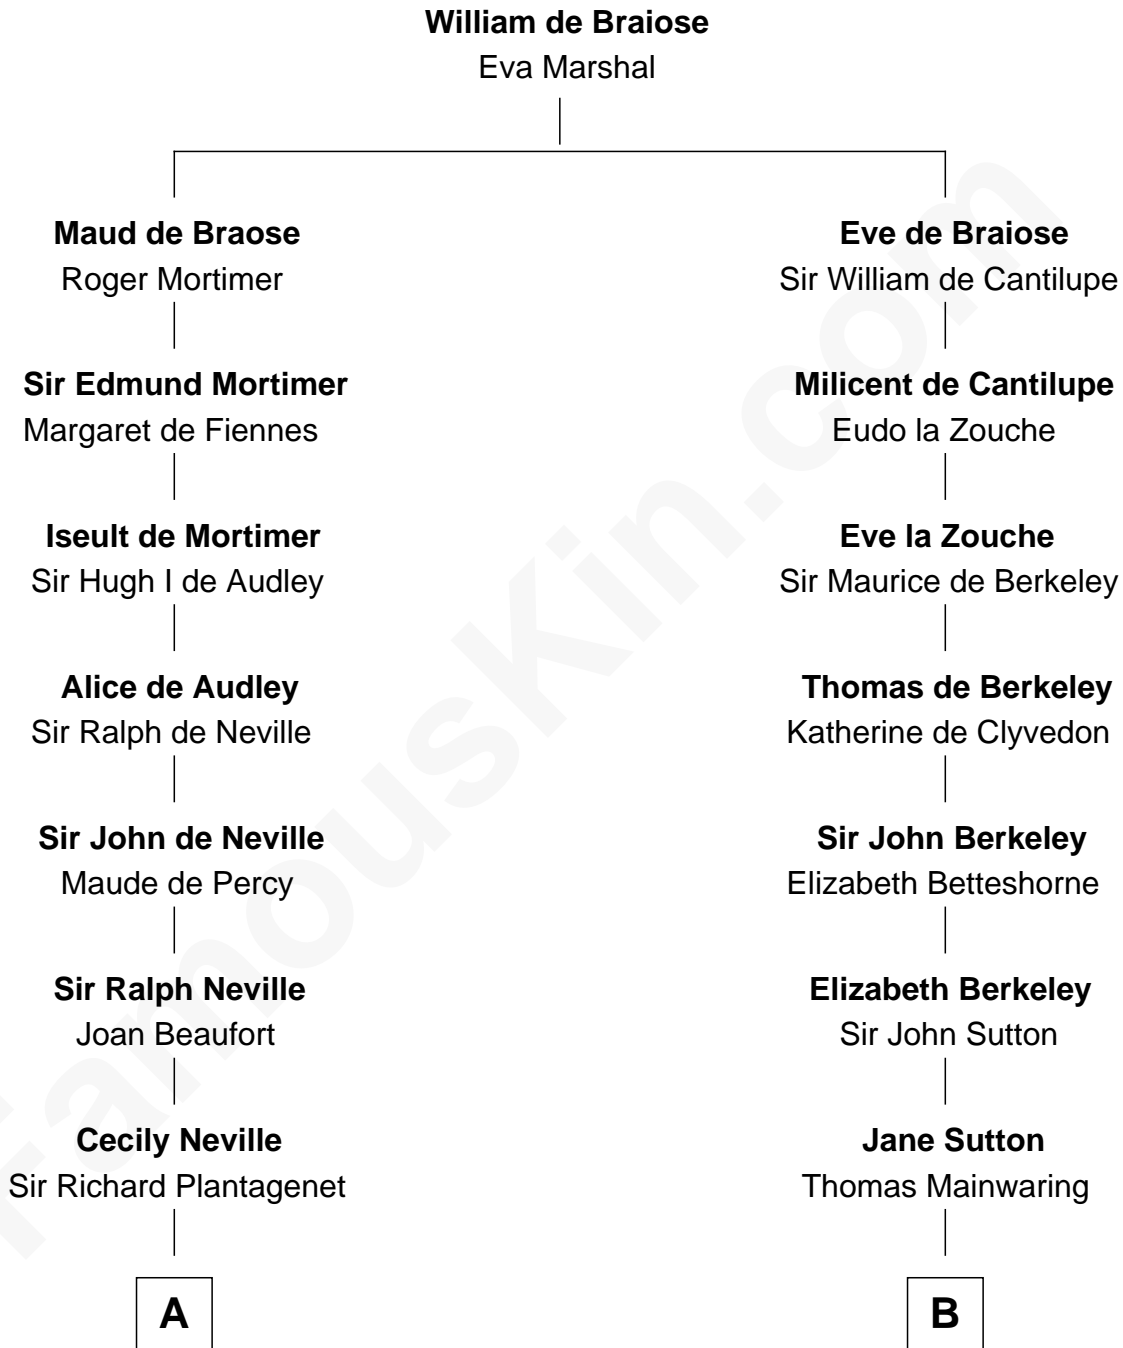 William de Braiose
Eva Marshal
Maud de Braose
Roger Mortimer
Eve de Braiose
Sir William de Cantilupe
Sir Edmund Mortimer
Margaret de Fiennes
Milicent de Cantilupe
Eudo la Zouche
Iseult de Mortimer
Sir Hugh I de Audley
Eve la Zouche
Sir Maurice de Berkeley
Alice de Audley
Sir Ralph de Neville
Thomas de Berkeley
Katherine de Clyvedon
Sir John de Neville
Maude de Percy
Sir John Berkeley
Elizabeth Betteshorne
Sir Ralph Neville
Joan Beaufort
Elizabeth Berkeley
Sir John Sutton
Cecily Neville
Sir Richard Plantagenet
Jane Sutton
Thomas Mainwaring
A
B
FamousKin.com